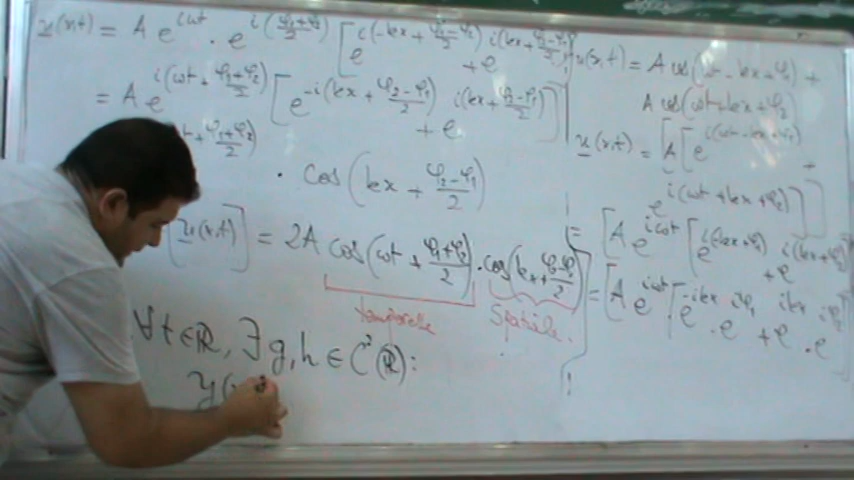 u(x,t) = A e^{iωt} . e^{i(φ₁+φ₂/2)} [e^{i(-kx + φ₁-φ₂/2)} + e^{i(kx + φ₂-φ₁/2)}]
= A e^{i(ωt + φ₁+φ₂/2)} [e^{-i(kx + φ₂-φ₁/2)} + e^{i(kx + φ₂-φ₁/2)}]
ωt + φ₁+φ₂/2)
. cos(kx + φ₂-φ₁/2)
[u(x,t)] = 2A cos(ωt + φ₁+φ₂/2) . cos(kx + φ₂-φ₁/2)
temporelle Spatiale.
∀t∈ℝ, ∃ g,h ∈ C²(ℝ):
y(x
u(x,t) = A cos(ωt - kx + φ₁) +
A cos(ωt + kx + φ₂)
u(x,t) = [A [e^{i(ωt - kx + φ₁)} +
e^{i(ωt + kx + φ₂)}]]
= [A e^{iωt} [e^{i(-kx+φ₁)} + e^{i(kx+φ₂)}]
= [A e^{iωt} [e^{-ikx} . e^{iφ₁} + e^{ikx} . e^{iφ₂}]